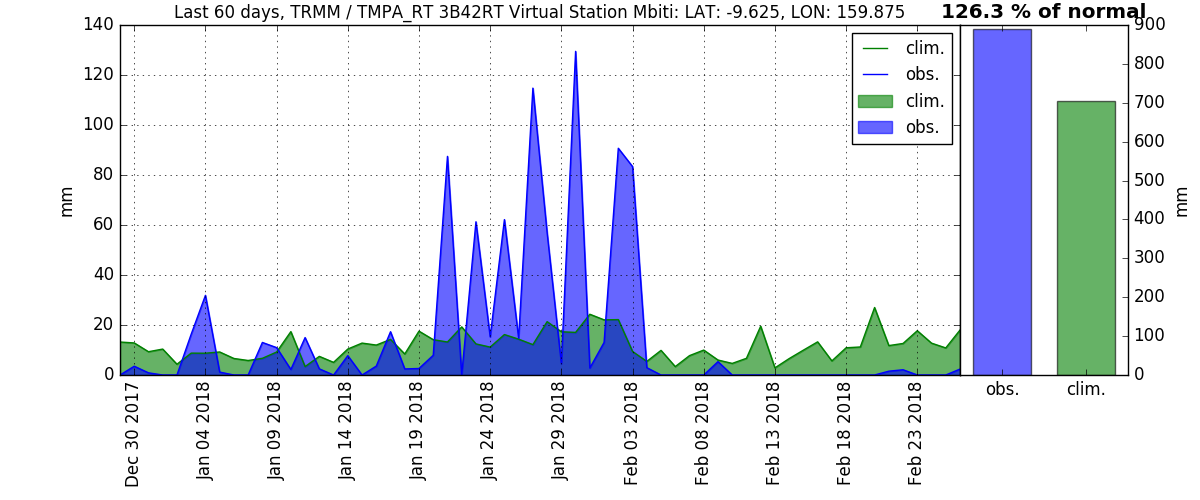 Last 60 days, TRMM / TMPA_RT 3B42RT Virtual Station Mbiti: LAT: -9.625, LON: 159.875
126.3 % of normal
140
120
100
80
60
40
20
0
mm
clim.
obs.
clim.
obs.
900
800
700
600
500
400
300
200
100
0
mm
Dec 30 2017
Jan 04 2018
Jan 09 2018
Jan 14 2018
Jan 19 2018
Jan 24 2018
Jan 29 2018
Feb 03 2018
Feb 08 2018
Feb 13 2018
Feb 18 2018
Feb 23 2018
obs.
clim.